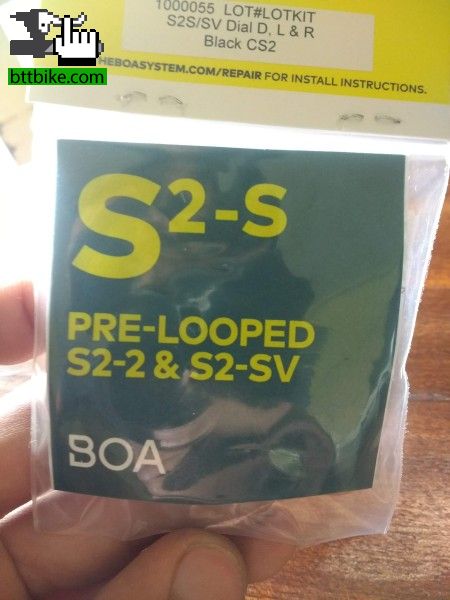 1000055 LOT#LOTKIT
S2S/SV Dial D, L & R
Black CS2
bttbike.com
HEBOASYSTEM.COM/REPAIR FOR INSTALL INSTRUCTIONS.
S2-S
PRE-LOOPED
S2-2 & S2-SV
BOA